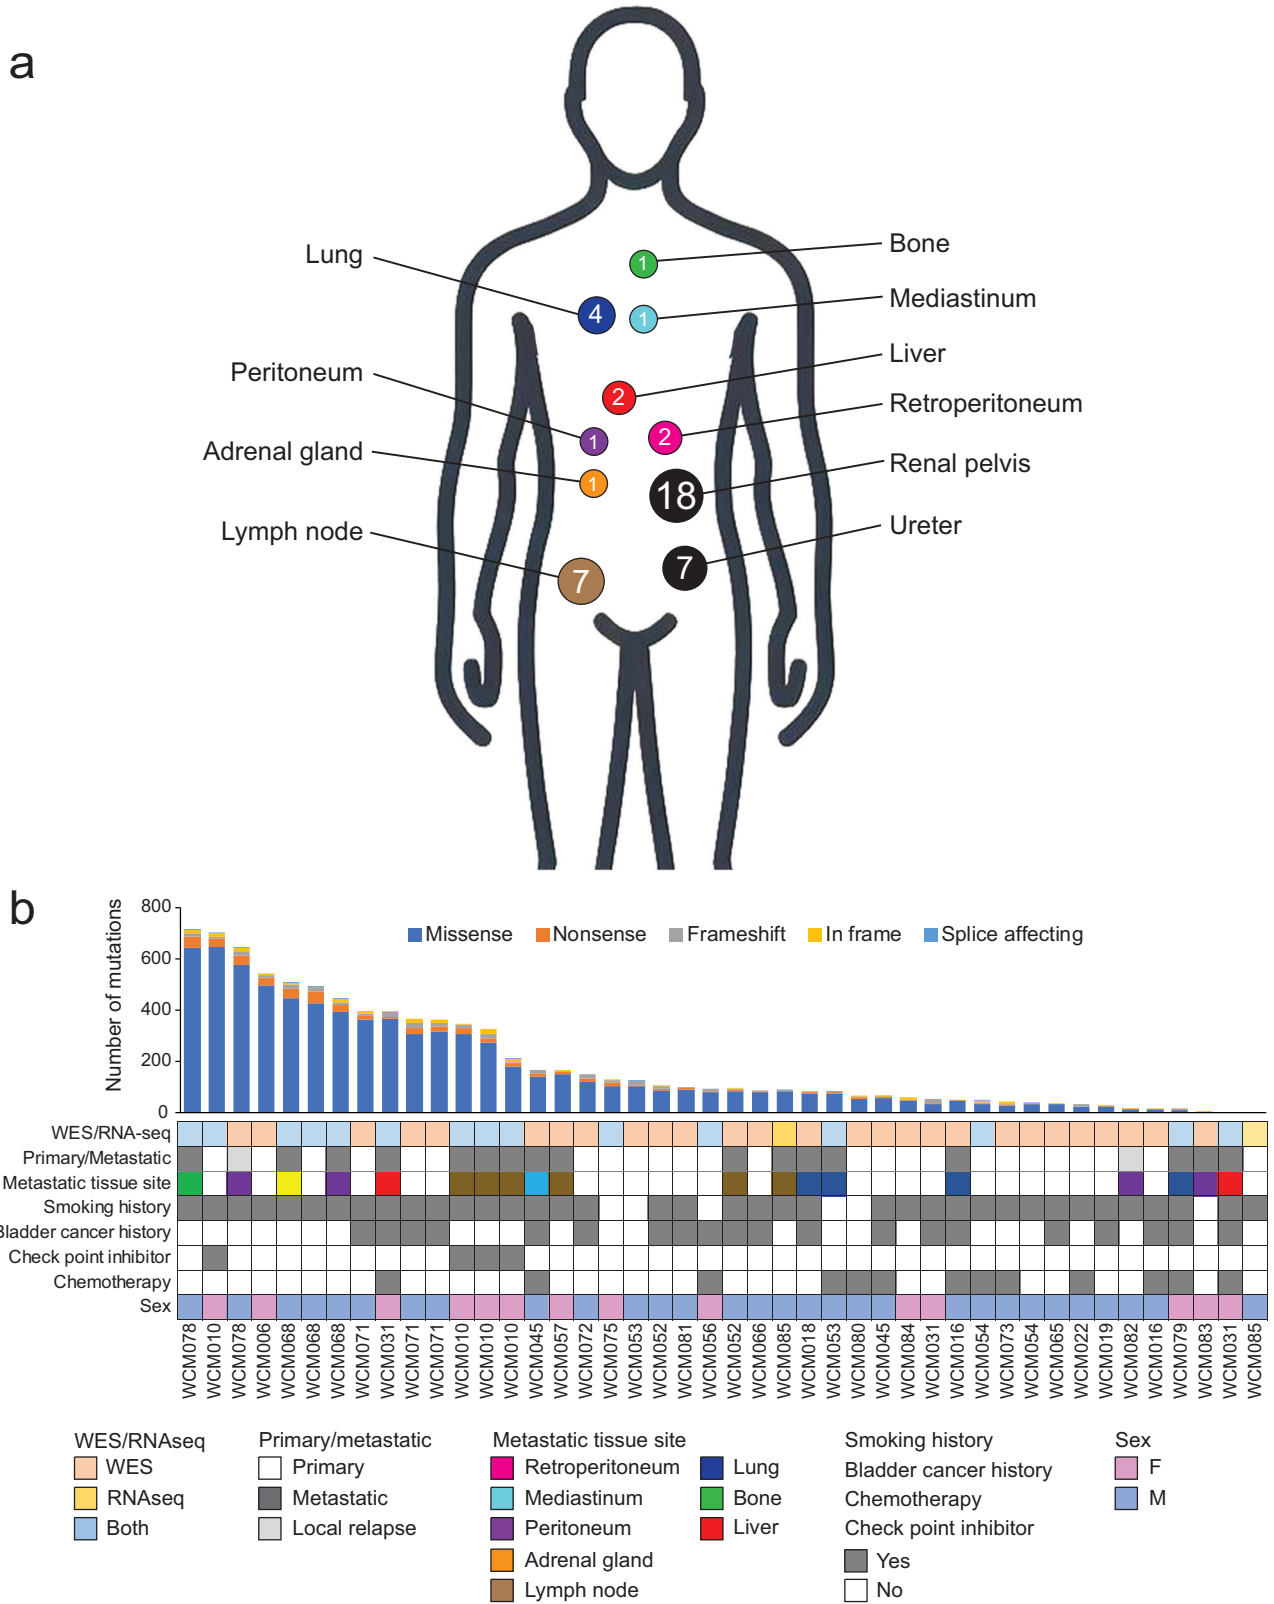 a
Lung
Peritoneum
Adrenal gland
Lymph node
Bone
Mediastinum
Liver
Retroperitoneum
Renal pelvis
Ureter
1
4
1
2
1
2
1
18
7
7
b
Number of mutations
800
600
400
200
0
Missense Nonsense Frameshift In frame Splice affecting
WES/RNA-seq
Primary/Metastatic
Metastatic tissue site
Smoking history
Bladder cancer history
Check point inhibitor
Chemotherapy
Sex
WCM078
WCM010
WCM078
WCM006
WCM068
WCM068
WCM068
WCM071
WCM031
WCM071
WCM071
WCM010
WCM010
WCM010
WCM045
WCM057
WCM072
WCM075
WCM053
WCM052
WCM081
WCM056
WCM052
WCM066
WCM085
WCM018
WCM053
WCM080
WCM045
WCM084
WCM031
WCM016
WCM054
WCM073
WCM054
WCM065
WCM022
WCM019
WCM082
WCM016
WCM079
WCM083
WCM031
WCM085
WES/RNAseq
WES
RNAseq
Both
Primary/metastatic
Primary
Metastatic
Local relapse
Metastatic tissue site
Retroperitoneum
Mediastinum
Peritoneum
Adrenal gland
Lymph node
Lung
Bone
Liver
Smoking history
Bladder cancer history
Chemotherapy
Check point inhibitor
Yes
No
Sex
F
M